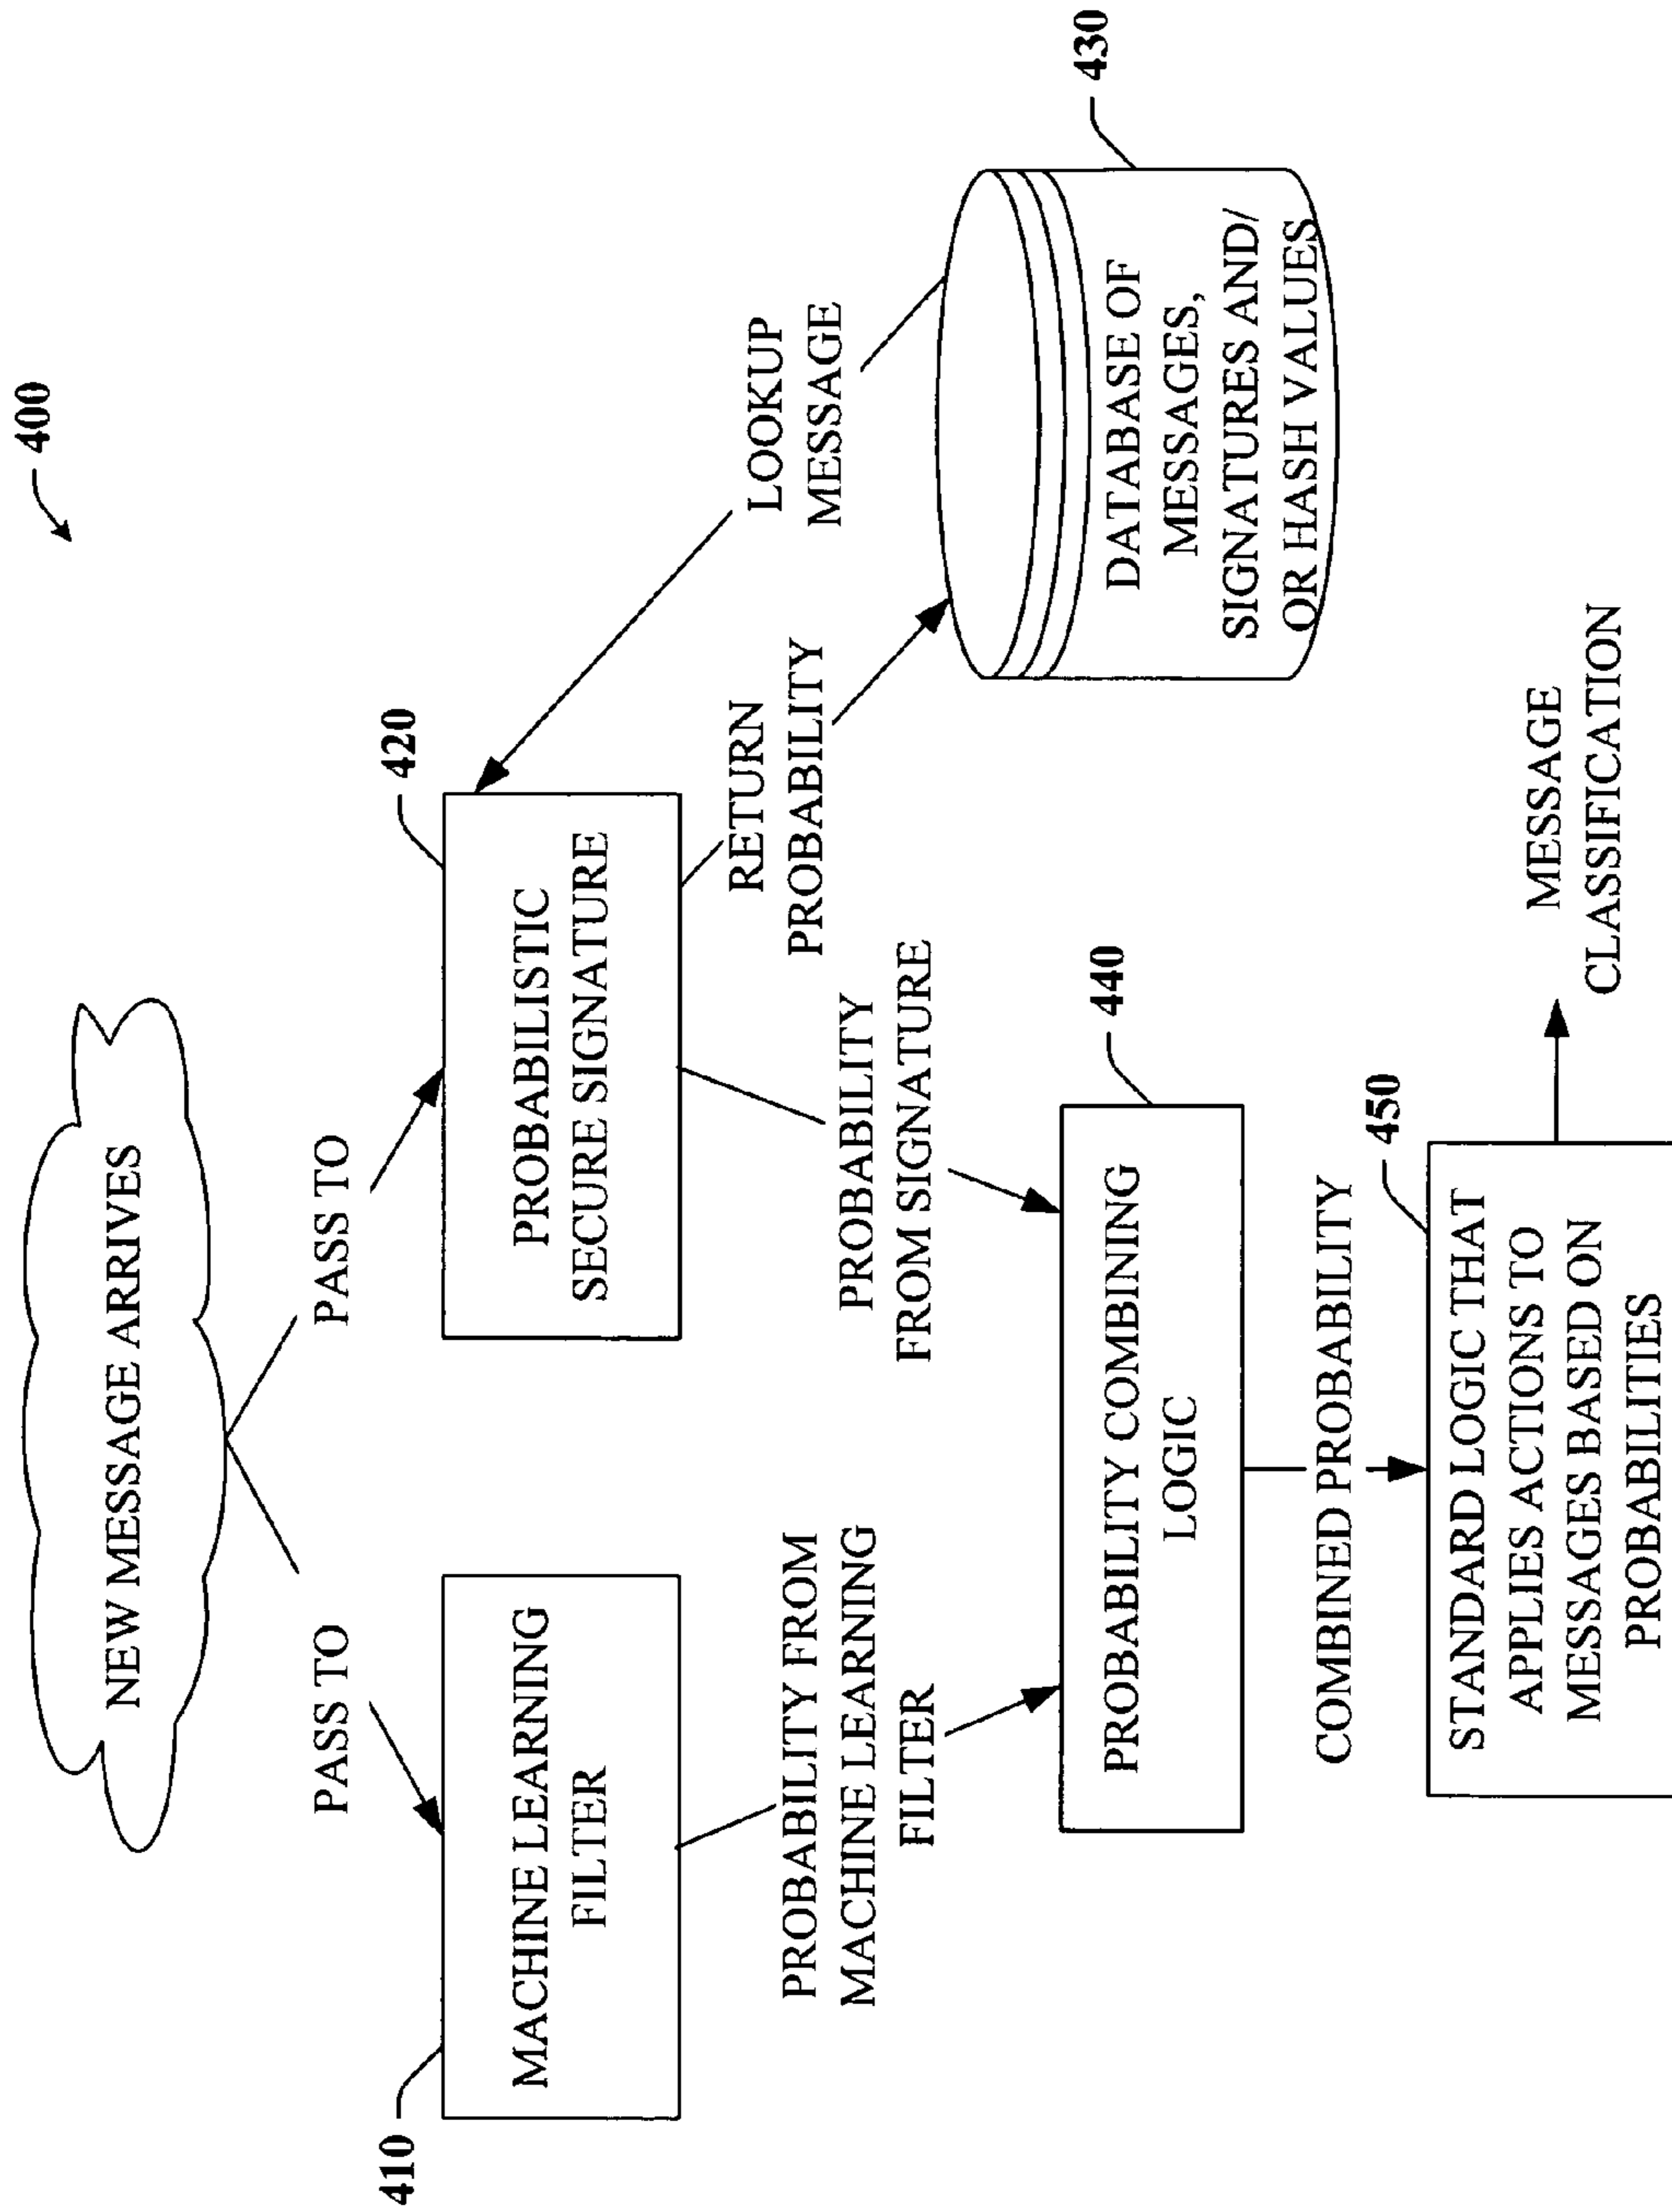 400
NEW MESSAGE ARRIVES
PASS TO
PASS TO
410
MACHINE LEARNING
FILTER
420
PROBABILISTIC
SECURE SIGNATURE
LOOKUP
MESSAGE
RETURN
PROBABILITY
430
DATABASE OF
MESSAGES,
SIGNATURES AND/
OR HASH VALUES
PROBABILITY FROM
MACHINE LEARNING
FILTER
PROBABILITY
FROM SIGNATURE
440
PROBABILITY COMBINING
LOGIC
COMBINED PROBABILITY
450
STANDARD LOGIC THAT
APPLIES ACTIONS TO
MESSAGES BASED ON
PROBABILITIES
MESSAGE
CLASSIFICATION